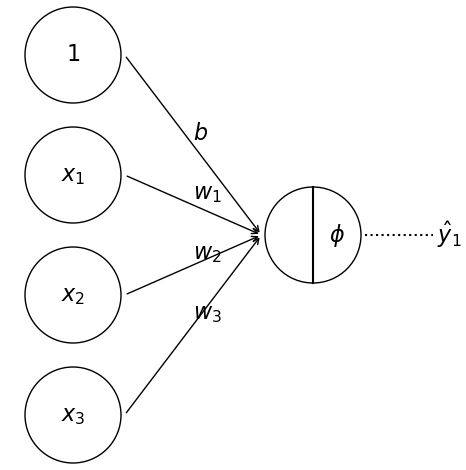 1
b
x₁
w₁
w₂
ϕ
ŷ₁
x₂
w₃
x₃